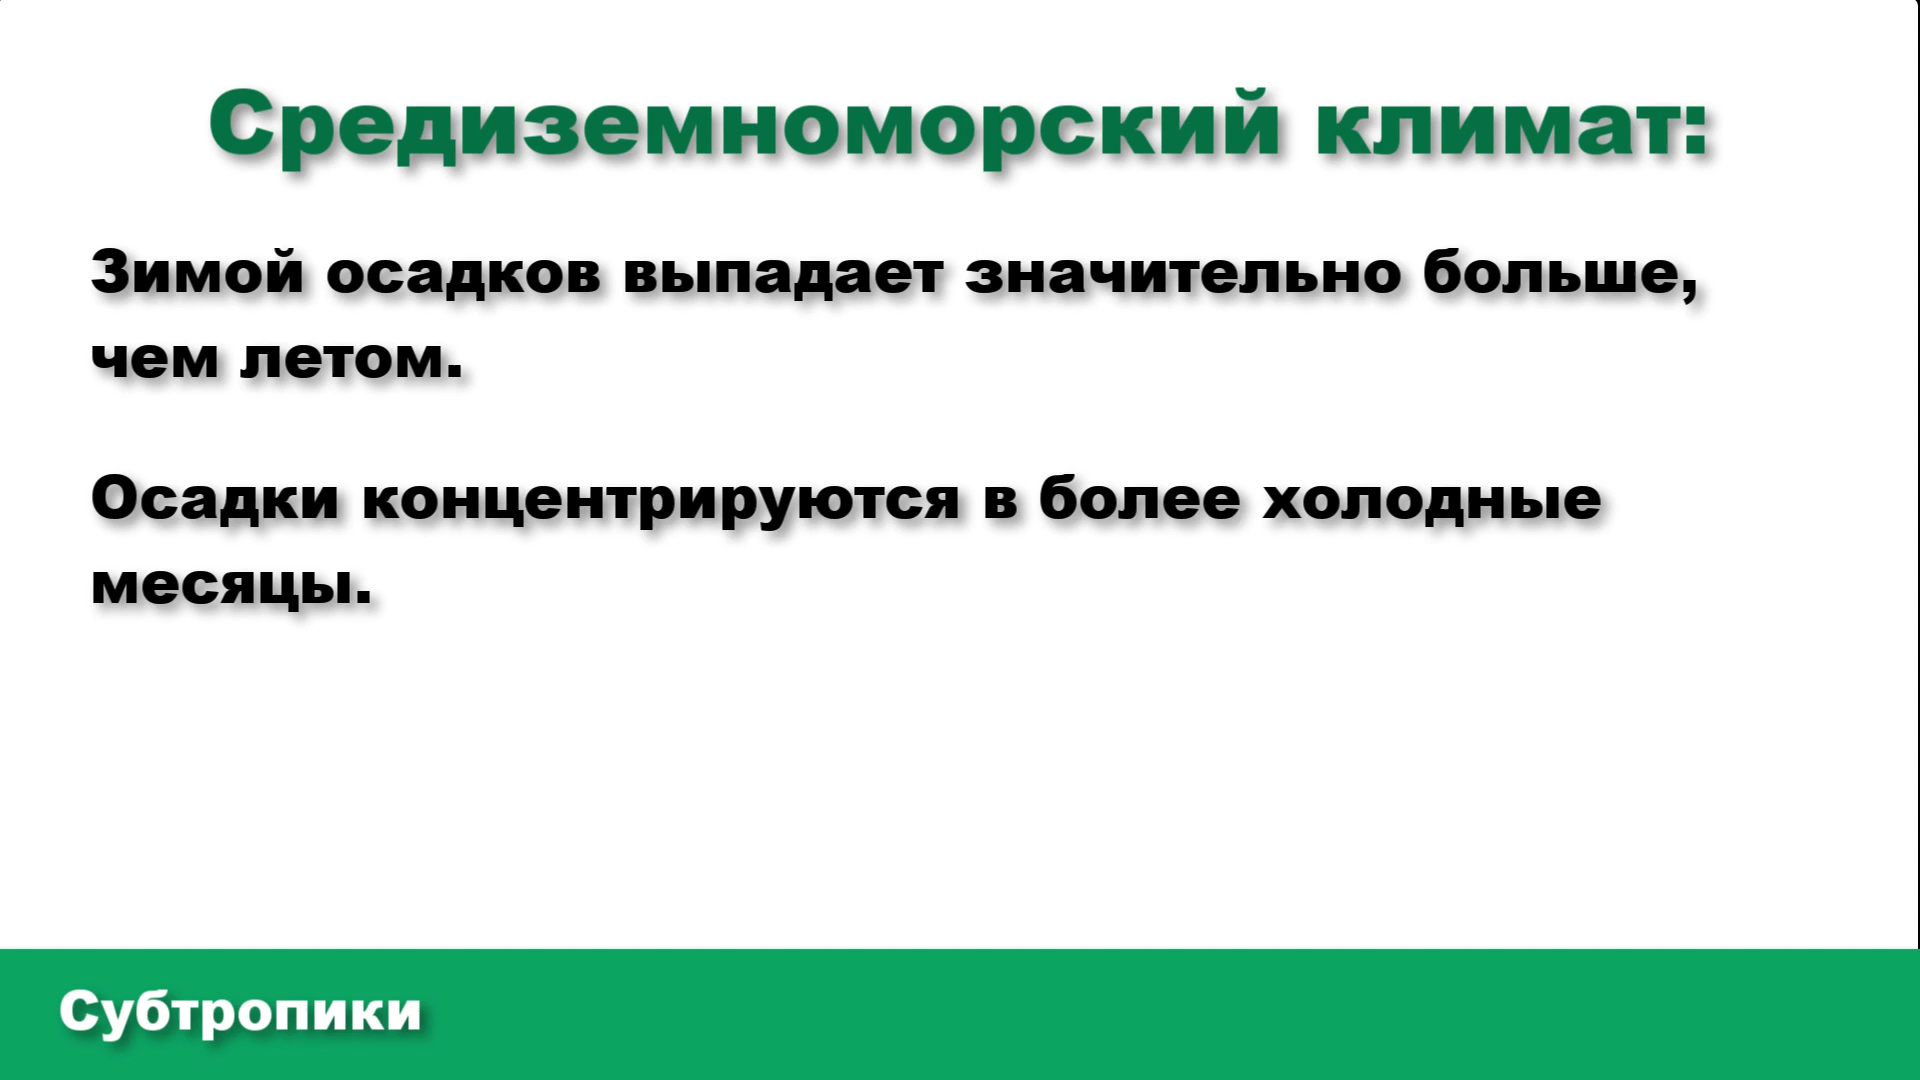 Средиземноморский климат:
Зимой осадков выпадает значительно больше,
чем летом.
Осадки концентрируются в более холодные
месяцы.
Субтропики